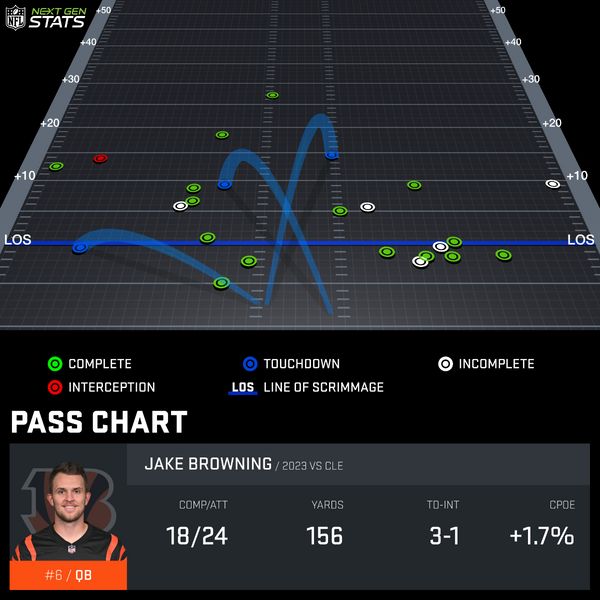 NFL NEXT GEN STATS
+50 +50
+40 +40
+30 +30
+20 +20
+10 +10
LOS LOS
COMPLETE TOUCHDOWN INCOMPLETE
INTERCEPTION LOS LINE OF SCRIMMAGE
PASS CHART
JAKE BROWNING / 2023 VS CLE
COMP/ATT YARDS TD-INT CPOE
18/24 156 3-1 +1.7%
#6 / QB